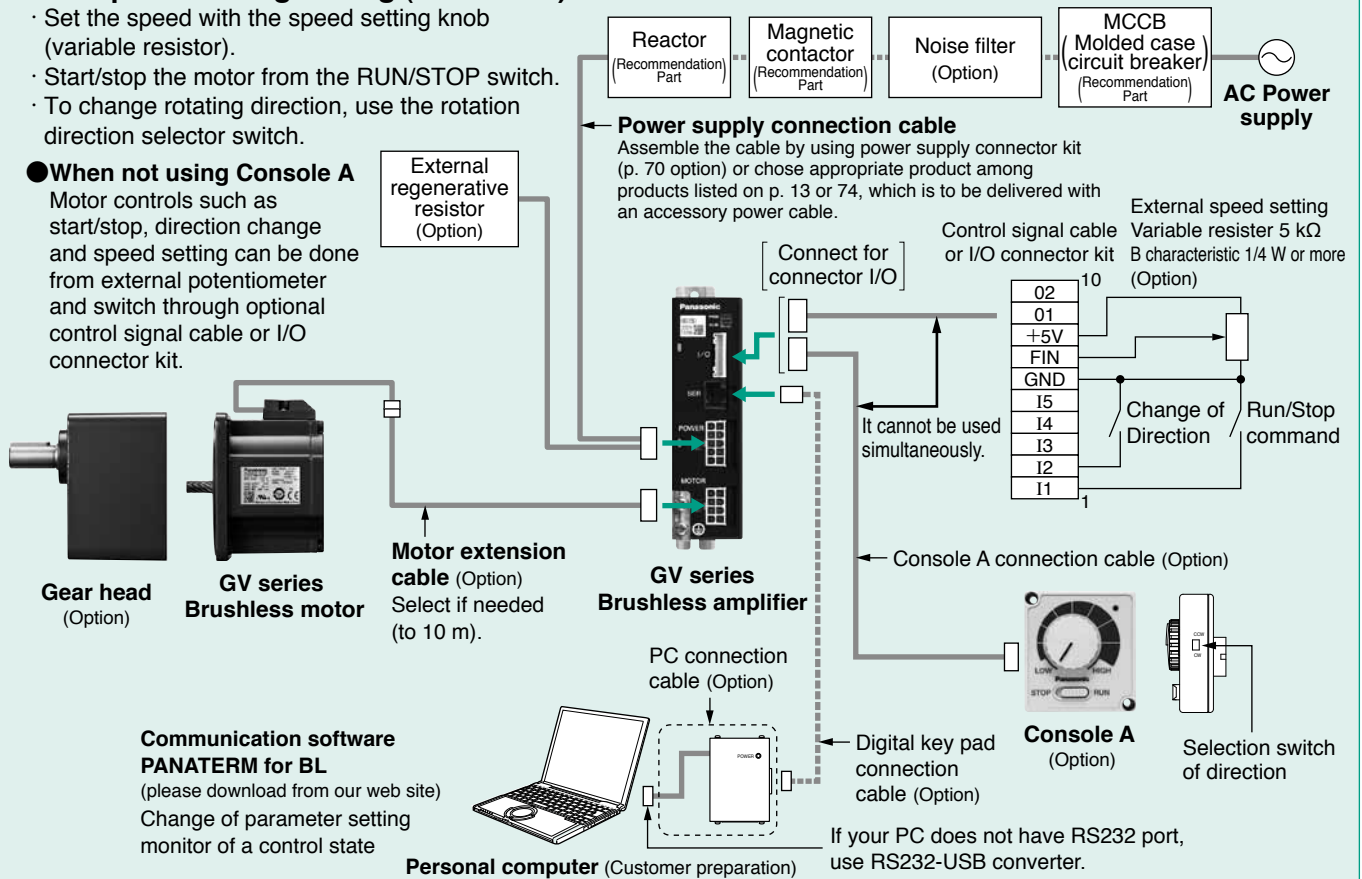 · Set the speed with the speed setting knob
(variable resistor).
· Start/stop the motor from the RUN/STOP switch.
· To change rotating direction, use the rotation
direction selector switch.
●When not using Console A
Motor controls such as
start/stop, direction change
and speed setting can be done
from external potentiometer
and switch through optional
control signal cable or I/O
connector kit.
Reactor
(Recommendation)
Part
Magnetic
contactor
(Recommendation)
Part
Noise filter
(Option)
MCCB
(Molded case
circuit breaker)
(Recommendation)
Part
AC Power
supply
Power supply connection cable
Assemble the cable by using power supply connector kit
(p. 70 option) or chose appropriate product among
products listed on p. 13 or 74, which is to be delivered with
an accessory power cable.
External
regenerative
resistor
(Option)
[Connect for
connector I/O]
Control signal cable
or I/O connector kit
External speed setting
Variable resister 5 kΩ
B characteristic 1/4 W or more
(Option)
10
02
01
+5V
FIN
GND
I5
I4
I3
I2
I1
1
Change of
Direction
Run/Stop
command
It cannot be used
simultaneously.
Panasonic
I/O
SER
POWER
MOTOR
Panasonic
Gear head
(Option)
GV series
Brushless motor
Motor extension
cable (Option)
Select if needed
(to 10 m).
GV series
Brushless amplifier
Console A connection cable (Option)
LOW
HIGH
Panasonic
STOP
RUN
CCW
CW
Console A
(Option)
Selection switch
of direction
PC connection
cable (Option)
POWER
Digital key pad
connection
cable (Option)
Communication software
PANATERM for BL
(please download from our web site)
Change of parameter setting
monitor of a control state
Personal computer (Customer preparation)
If your PC does not have RS232 port,
use RS232-USB converter.